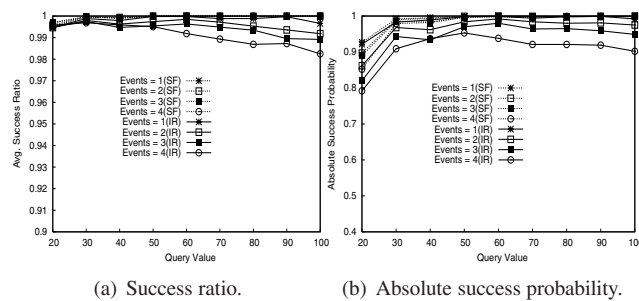 1
0.99
0.98
0.97
0.96
0.95
0.94
0.93
0.92
0.91
0.9
20 30 40 50 60 70 80 90 100
Avg. Success Ratio
Query Value
Events = 1(SF)
Events = 2(SF)
Events = 3(SF)
Events = 4(SF)
Events = 1(IR)
Events = 2(IR)
Events = 3(IR)
Events = 4(IR)
(a) Success ratio.
1
0.9
0.8
0.7
0.6
0.5
0.4
20 30 40 50 60 70 80 90 10
Absolute Success Probability
Query Value
Events = 1(SF)
Events = 2(SF)
Events = 3(SF)
Events = 4(SF)
Events = 1(IR)
Events = 2(IR)
Events = 3(IR)
Events = 4(IR)
(b) Absolute success probability.